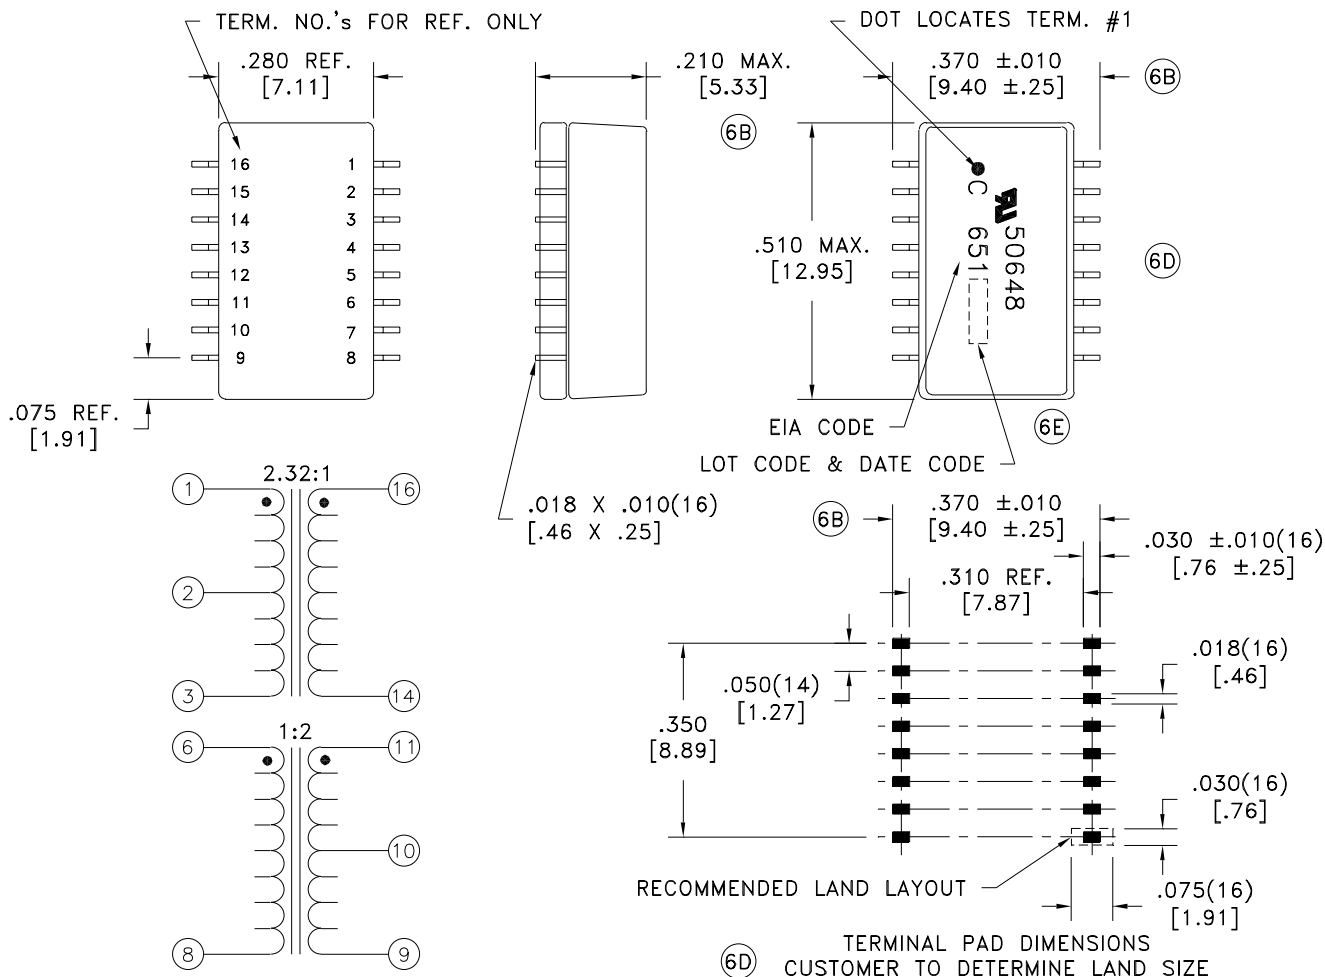 TERM. NO.'s FOR REF. ONLY
DOT LOCATES TERM. #1
.280 REF.
[7.11]
.210 MAX.
[5.33]
6B
.370 ±.010
[9.40 ±.25]
6B
16
15
14
13
12
11
10
9
1
2
3
4
5
6
7
8
.075 REF.
[1.91]
.018 X .010(16)
[.46 X .25]
.510 MAX.
[12.95]
C
50648
651
6D
EIA CODE
6E
LOT CODE & DATE CODE
2.32:1
1
16
2
3
14
1:2
6
11
10
8
9
6B
.370 ±.010
[9.40 ±.25]
.030 ±.010(16)
[.76 ±.25]
.310 REF.
[7.87]
.018(16)
[.46]
.050(14)
[1.27]
.350
[8.89]
.030(16)
[.76]
RECOMMENDED LAND LAYOUT
.075(16)
[1.91]
6D
TERMINAL PAD DIMENSIONS
CUSTOMER TO DETERMINE LAND SIZE